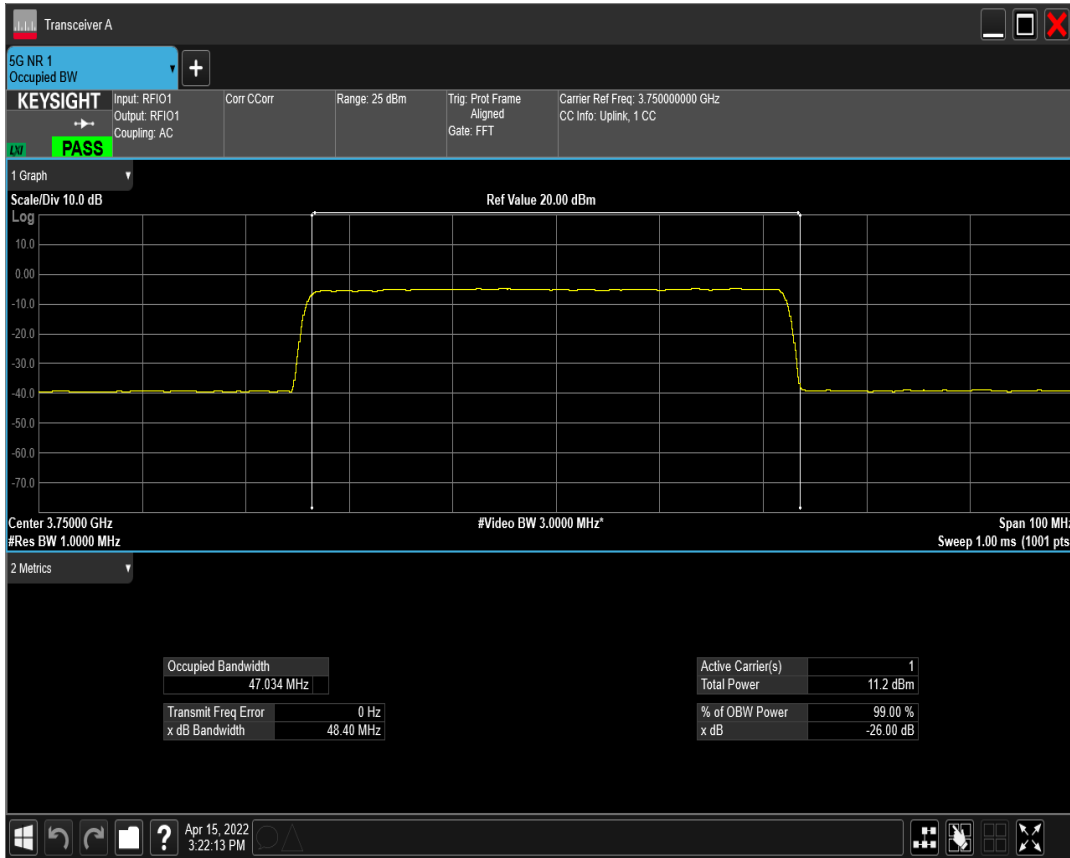 Transceiver A
5G NR 1
Occupied BW
KEYSIGHT
LXI
PASS
Input: RFIO1
Output: RFIO1
Coupling: AC
Corr CCorr
Range: 25 dBm
Trig: Prot Frame
Aligned
Gate: FFT
Carrier Ref Freq: 3.750000000 GHz
CC Info: Uplink, 1 CC
1 Graph
Scale/Div 10.0 dB
Ref Value 20.00 dBm
Log
10.0
0.00
-10.0
-20.0
-30.0
-40.0
-50.0
-60.0
-70.0
Center 3.75000 GHz
#Video BW 3.0000 MHz*
Span 100 MHz
#Res BW 1.0000 MHz
Sweep 1.00 ms (1001 pts
2 Metrics
Occupied Bandwidth
47.034 MHz
Transmit Freq Error 0 Hz
x dB Bandwidth 48.40 MHz
Active Carrier(s) 1
Total Power 11.2 dBm
% of OBW Power 99.00 %
x dB -26.00 dB
?
Apr 15, 2022
3:22:13 PM